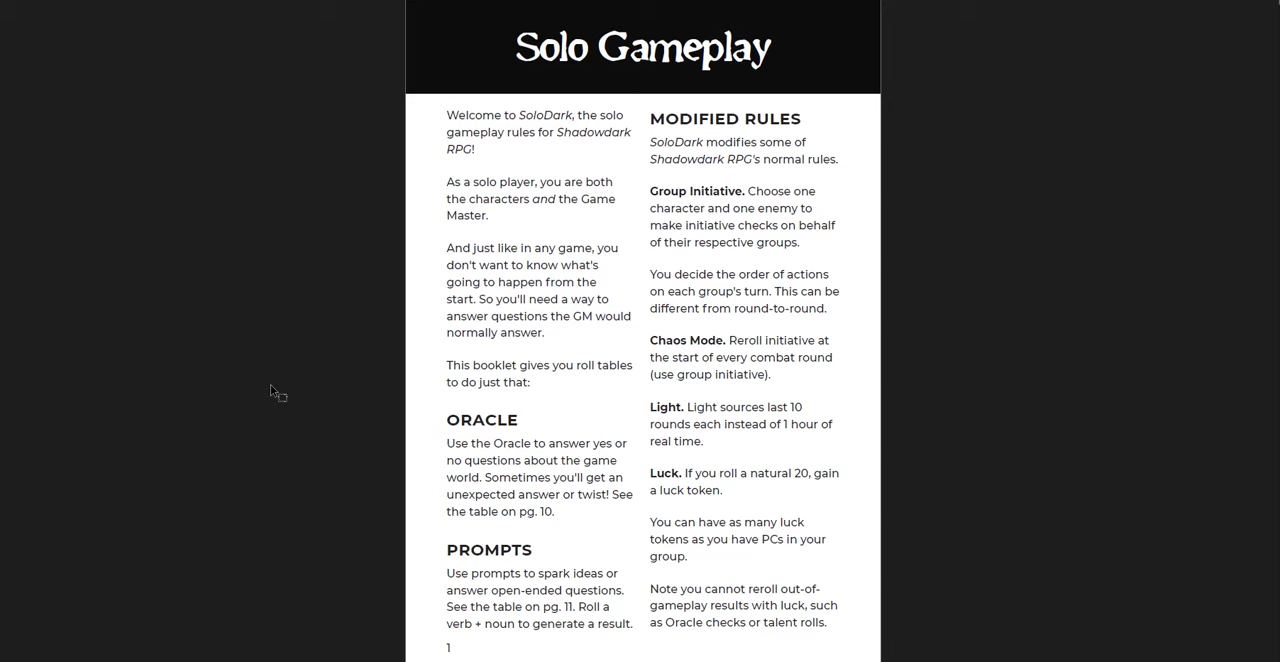 Solo Gameplay
Welcome to SoloDark, the solo
gameplay rules for Shadowdark
RPG!
As a solo player, you are both
the characters and the Game
Master.
And just like in any game, you
don't want to know what's
going to happen from the
start. So you'll need a way to
answer questions the GM would
normally answer.
This booklet gives you roll tables
to do just that:
ORACLE
Use the Oracle to answer yes or
no questions about the game
world. Sometimes you'll get an
unexpected answer or twist! See
the table on pg. 10.
PROMPTS
Use prompts to spark ideas or
answer open-ended questions.
See the table on pg. 11. Roll a
verb + noun to generate a result.
MODIFIED RULES
SoloDark modifies some of
Shadowdark RPG's normal rules.
Group Initiative. Choose one
character and one enemy to
make initiative checks on behalf
of their respective groups.
You decide the order of actions
on each group's turn. This can be
different from round-to-round.
Chaos Mode. Reroll initiative at
the start of every combat round
(use group initiative).
Light. Light sources last 10
rounds each instead of 1 hour of
real time.
Luck. If you roll a natural 20, gain
a luck token.
You can have as many luck
tokens as you have PCs in your
group.
Note you cannot reroll out-of-
gameplay results with luck, such
as Oracle checks or talent rolls.
1